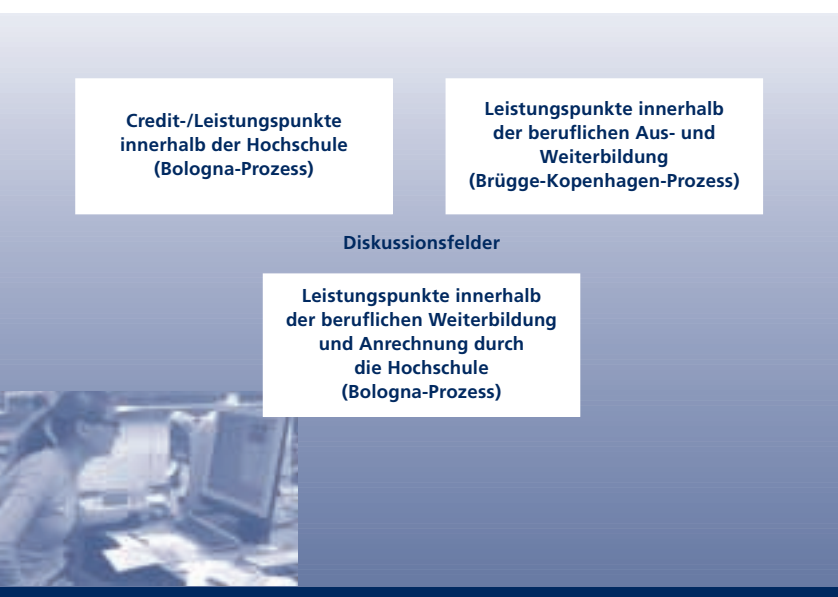 Credit-/Leistungspunkte
innerhalb der Hochschule
(Bologna-Prozess)
Leistungspunkte innerhalb
der beruflichen Aus- und
Weiterbildung
(Brügge-Kopenhagen-Prozess)
Diskussionsfelder
Leistungspunkte innerhalb
der beruflichen Weiterbildung
und Anrechnung durch
die Hochschule
(Bologna-Prozess)